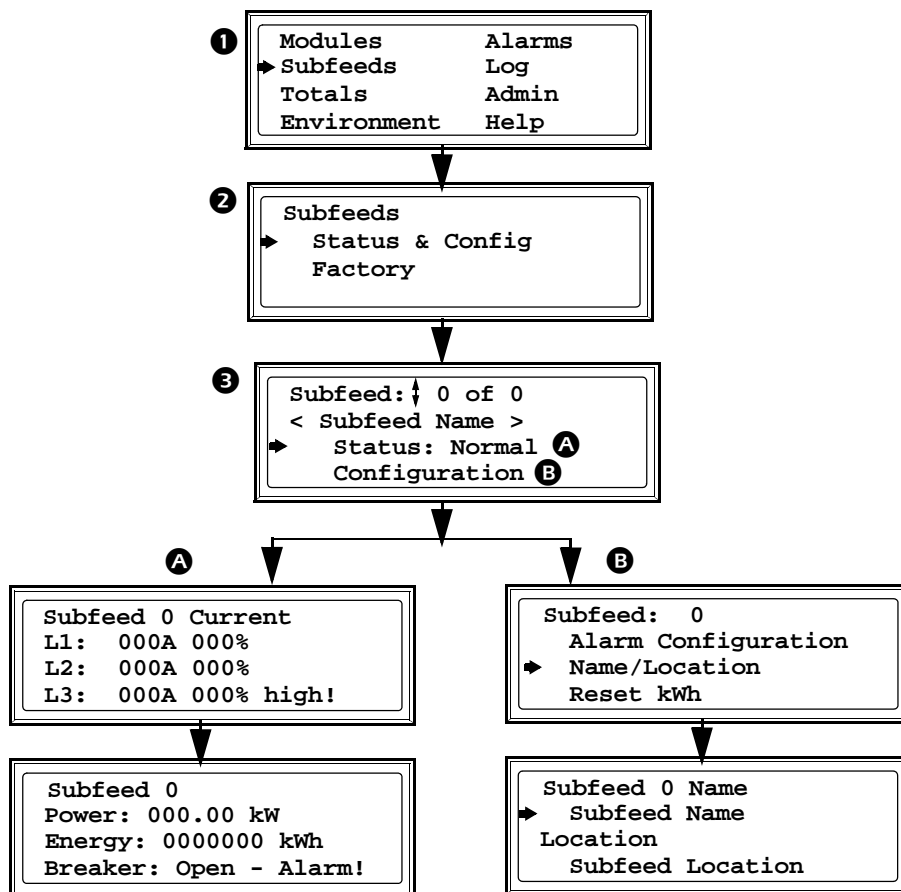 ❶
Modules Alarms
Subfeeds Log
Totals Admin
Environment Help
❷
Subfeeds
Status & Config
Factory
❸
Subfeed: 0 of 0
< Subfeed Name >
Status: Normal A
Configuration B
A
Subfeed 0 Current
L1: 000A 000%
L2: 000A 000%
L3: 000A 000% high!
Subfeed 0
Power: 000.00 kW
Energy: 0000000 kWh
Breaker: Open - Alarm!
B
Subfeed: 0
Alarm Configuration
Name/Location
Reset kWh
Subfeed 0 Name
Subfeed Name
Location
Subfeed Location